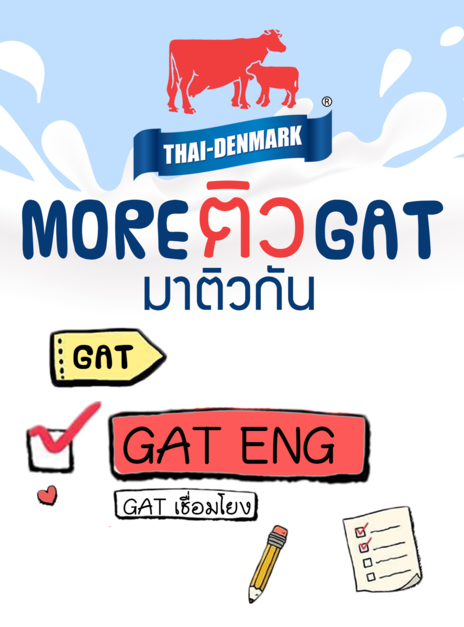 ®
THAI-DENMARK
MORE ติว GAT
มาติวกัน
GAT
GAT ENG
GAT เชื่อมโยง